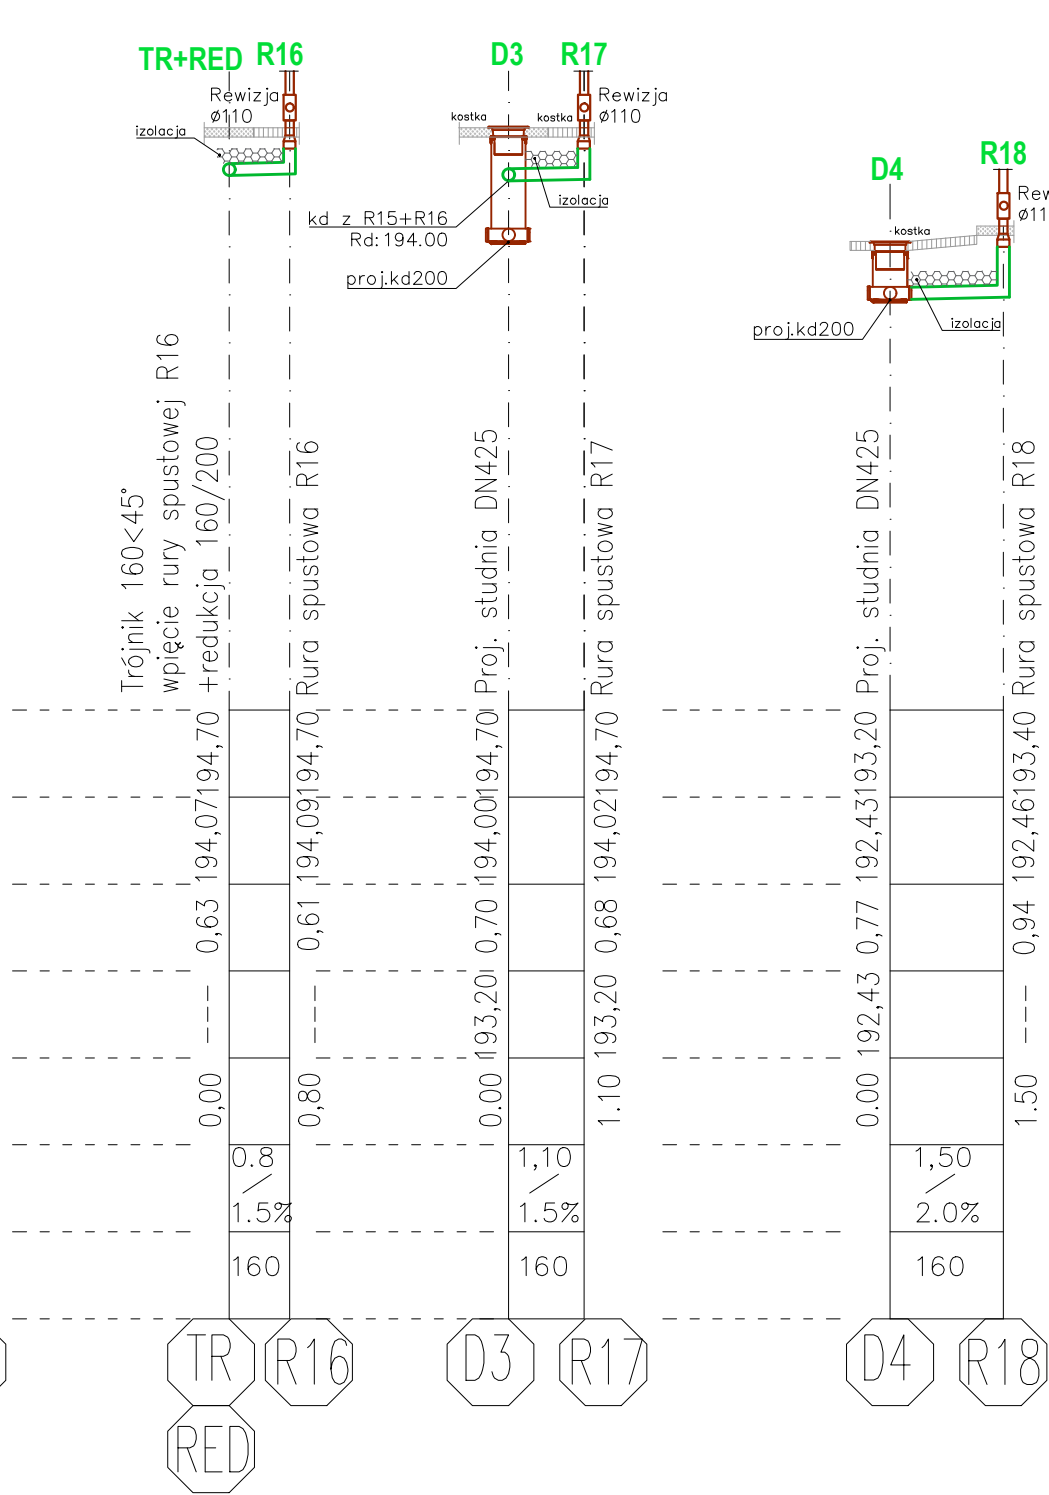 TR+RED R16
Rewizja
ø110
izolacja
D3 R17
kostka kostka
Rewizja
ø110
izolacja
kd z R15+R16
Rd: 194.00
proj.kd200
D4 R18
kostka
izolacja
proj.kd200
Trójnik 160<45°
wpięcie rury spustowej R16
+redukcja 160/200
Rura spustowa R16
Proj. studnia DN425
Rura spustowa R17
Proj. studnia DN425
Rura spustowa R18
194,70 194,70 194,70 194,70 193,20 193,40
194,07 194,09 194,00 194,02 192,43 192,46
0,63 0,61 0,70 0,68 0,77 0,94
--- --- 193,20 193,20 192,43 ---
0,00 0,80 0.00 1.10 0.00 1.50
0.8 1,10 1,50
1.5% 1.5% 2.0%
160 160 160
TR R16 D3 R17 D4 R18
RED